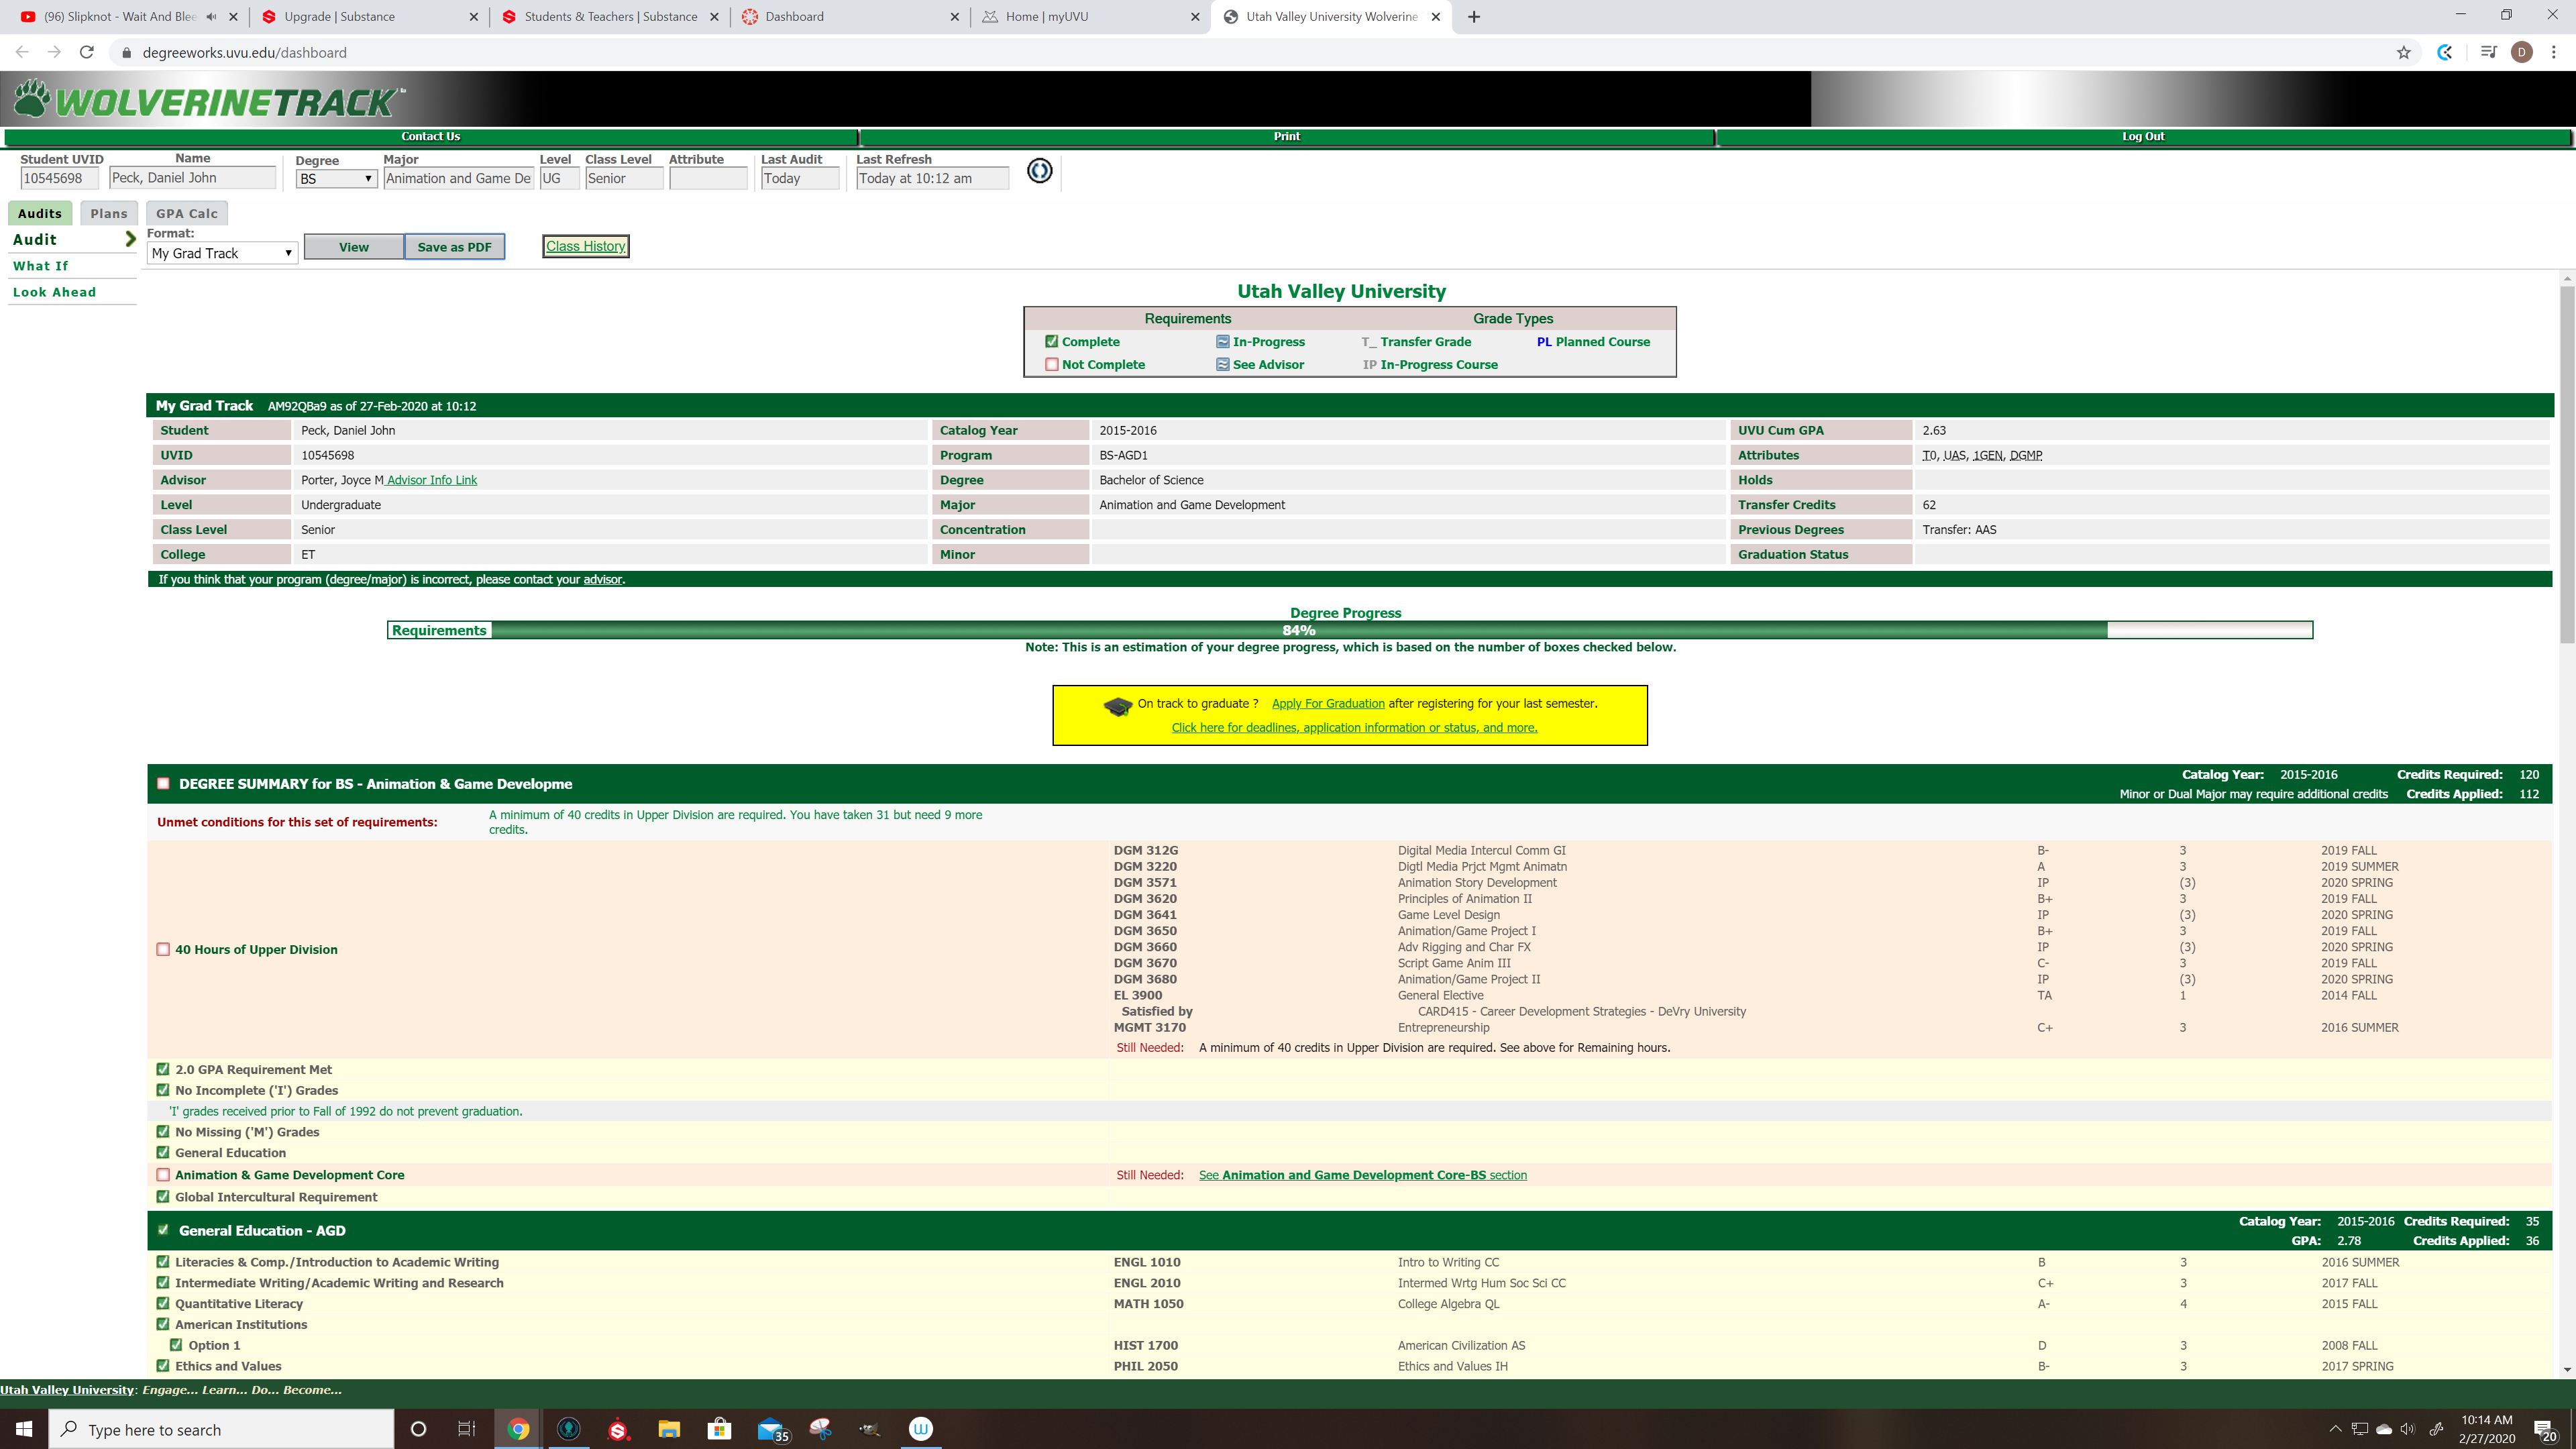 (96) Slipknot - Wait And Blee
Upgrade | Substance
Students & Teachers | Substance
Dashboard
Home | myUVU
Utah Valley University Wolverine
degreeworks.uvu.edu/dashboard
D
WOLVERINETRACK
Contact Us Print Log Out
Student UVID Name Degree Major Level Class Level Attribute Last Audit Last Refresh
10545698 Peck, Daniel John BS Animation and Game De UG Senior Today Today at 10:12 am
Audits Plans GPA Calc
Audit
What If
Look Ahead
Format:
My Grad Track View Save as PDF Class History
Utah Valley University
Requirements Grade Types
Complete In-Progress T_ Transfer Grade PL Planned Course
Not Complete See Advisor IP In-Progress Course
My Grad Track AM92QBa9 as of 27-Feb-2020 at 10:12
Student Peck, Daniel John Catalog Year 2015-2016 UVU Cum GPA 2.63
UVID 10545698 Program BS-AGD1 Attributes T0, UAS, 1GEN, DGMP
Advisor Porter, Joyce M Advisor Info Link Degree Bachelor of Science Holds
Level Undergraduate Major Animation and Game Development Transfer Credits 62
Class Level Senior Concentration Previous Degrees Transfer: AAS
College ET Minor Graduation Status
If you think that your program (degree/major) is incorrect, please contact your advisor.
Degree Progress
Requirements 84%
Note: This is an estimation of your degree progress, which is based on the number of boxes checked below.
On track to graduate ? Apply For Graduation after registering for your last semester.
Click here for deadlines, application information or status, and more.
DEGREE SUMMARY for BS - Animation & Game Developme
Catalog Year: 2015-2016 Credits Required: 120
Minor or Dual Major may require additional credits Credits Applied: 112
Unmet conditions for this set of requirements:
A minimum of 40 credits in Upper Division are required. You have taken 31 but need 9 more
credits.
40 Hours of Upper Division
DGM 312G Digital Media Intercul Comm GI B- 3 2019 FALL
DGM 3220 Digtl Media Prjct Mgmt Animatn A 3 2019 SUMMER
DGM 3571 Animation Story Development IP (3) 2020 SPRING
DGM 3620 Principles of Animation II B+ 3 2019 FALL
DGM 3641 Game Level Design IP (3) 2020 SPRING
DGM 3650 Animation/Game Project I B+ 3 2019 FALL
DGM 3660 Adv Rigging and Char FX IP (3) 2020 SPRING
DGM 3670 Script Game Anim III C- 3 2019 FALL
DGM 3680 Animation/Game Project II IP (3) 2020 SPRING
EL 3900 General Elective TA 1 2014 FALL
Satisfied by CARD415 - Career Development Strategies - DeVry University
MGMT 3170 Entrepreneurship C+ 3 2016 SUMMER
Still Needed: A minimum of 40 credits in Upper Division are required. See above for Remaining hours.
2.0 GPA Requirement Met
No Incomplete ('I') Grades
'I' grades received prior to Fall of 1992 do not prevent graduation.
No Missing ('M') Grades
General Education
Animation & Game Development Core Still Needed: See Animation and Game Development Core-BS section
Global Intercultural Requirement
General Education - AGD
Catalog Year: 2015-2016 Credits Required: 35
GPA: 2.78 Credits Applied: 36
Literacies & Comp./Introduction to Academic Writing ENGL 1010 Intro to Writing CC B 3 2016 SUMMER
Intermediate Writing/Academic Writing and Research ENGL 2010 Intermed Wrtg Hum Soc Sci CC C+ 3 2017 FALL
Quantitative Literacy MATH 1050 College Algebra QL A- 4 2015 FALL
American Institutions
Option 1 HIST 1700 American Civilization AS D 3 2008 FALL
Ethics and Values PHIL 2050 Ethics and Values IH B- 3 2017 SPRING
Utah Valley University: Engage... Learn... Do... Become...
Type here to search
35
W
10:14 AM
2/27/2020
20